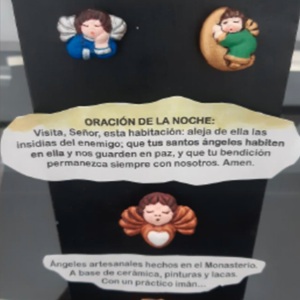 ORACIÓN DE LA NOCHE:
Visita, Señor, esta habitación: aleja de ella las
insidias del enemigo; que tus santos ángeles habiten
en ella y nos guarden en paz, y que tu bendición
permanezca siempre con nosotros. Amen.
Ángeles artesanales hechos en el Monasterio.
A base de cerámica, pinturas y lacas.
Con un práctico imán...